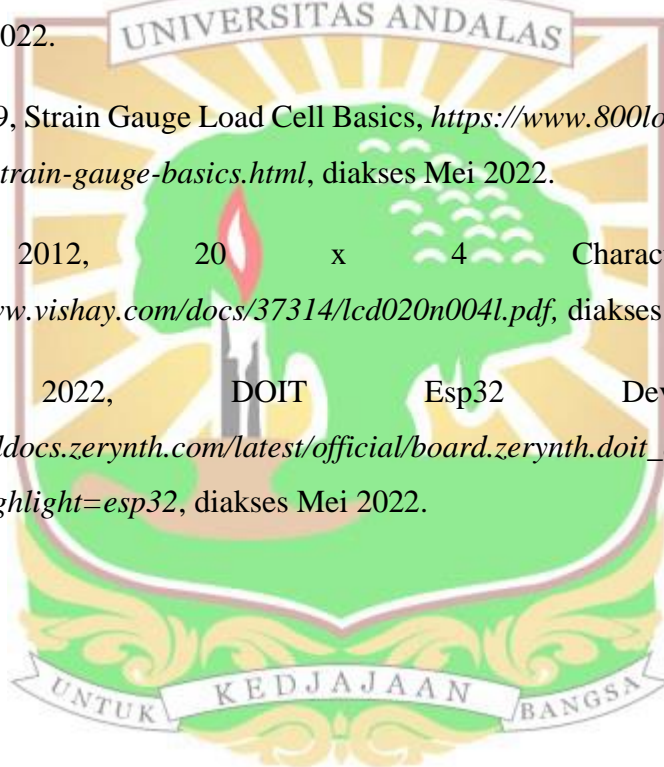 022.
UNIVERSITAS ANDALAS
9, Strain Gauge Load Cell Basics, https://www.800lo
train-gauge-basics.html, diakses Mei 2022.
2012, 20 x 4 Charac
ww.vishay.com/docs/37314/lcd020n004l.pdf, diakses
2022, DOIT Esp32 Dev
ldocs.zerynth.com/latest/official/board.zerynth.doit_
ghlight=esp32, diakses Mei 2022.
UNTUK KEDJAJAAN BANGSA